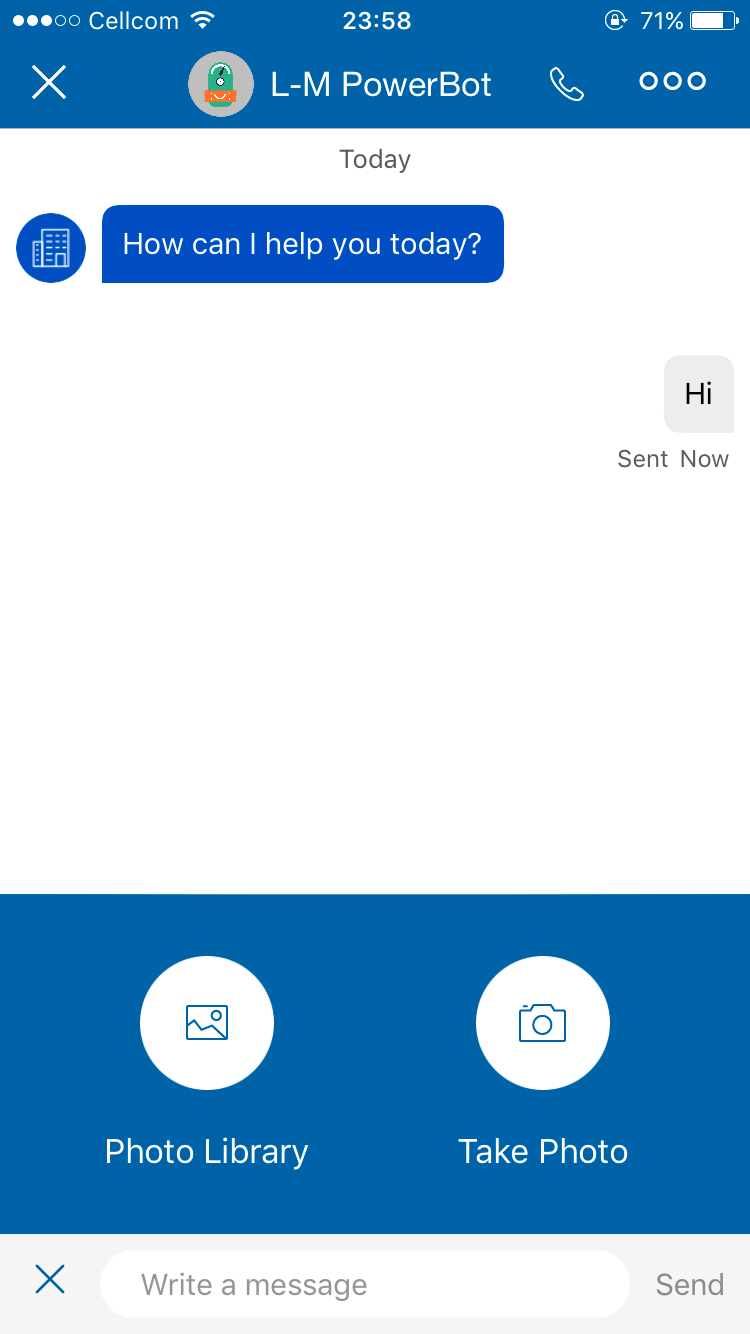 Cellcom 23:58 71%
L-M PowerBot
Today
How can I help you today?
Hi
Sent Now
Photo Library Take Photo
Write a message Send